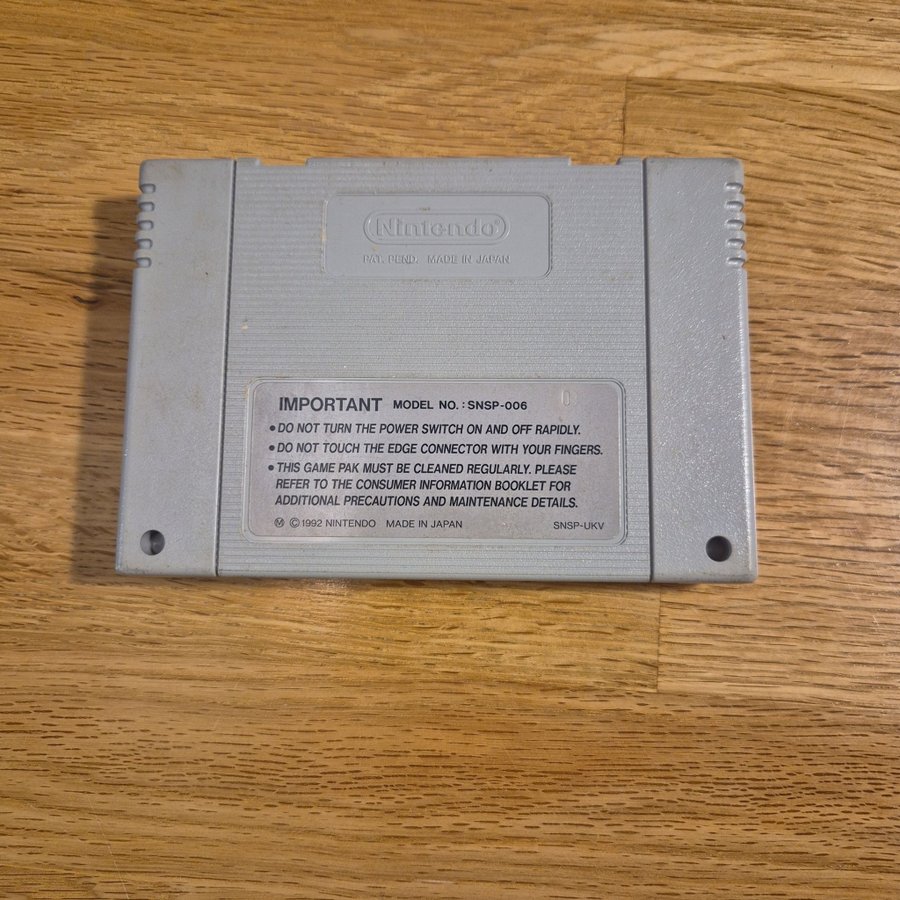 Nintendo®
PAT. PEND. MADE IN JAPAN
IMPORTANT MODEL NO. : SNSP-006
• DO NOT TURN THE POWER SWITCH ON AND OFF RAPIDLY.
• DO NOT TOUCH THE EDGE CONNECTOR WITH YOUR FINGERS.
• THIS GAME PAK MUST BE CLEANED REGULARLY. PLEASE
REFER TO THE CONSUMER INFORMATION BOOKLET FOR
ADDITIONAL PRECAUTIONS AND MAINTENANCE DETAILS.
Ⓜ ©1992 NINTENDO MADE IN JAPAN SNSP-UKV